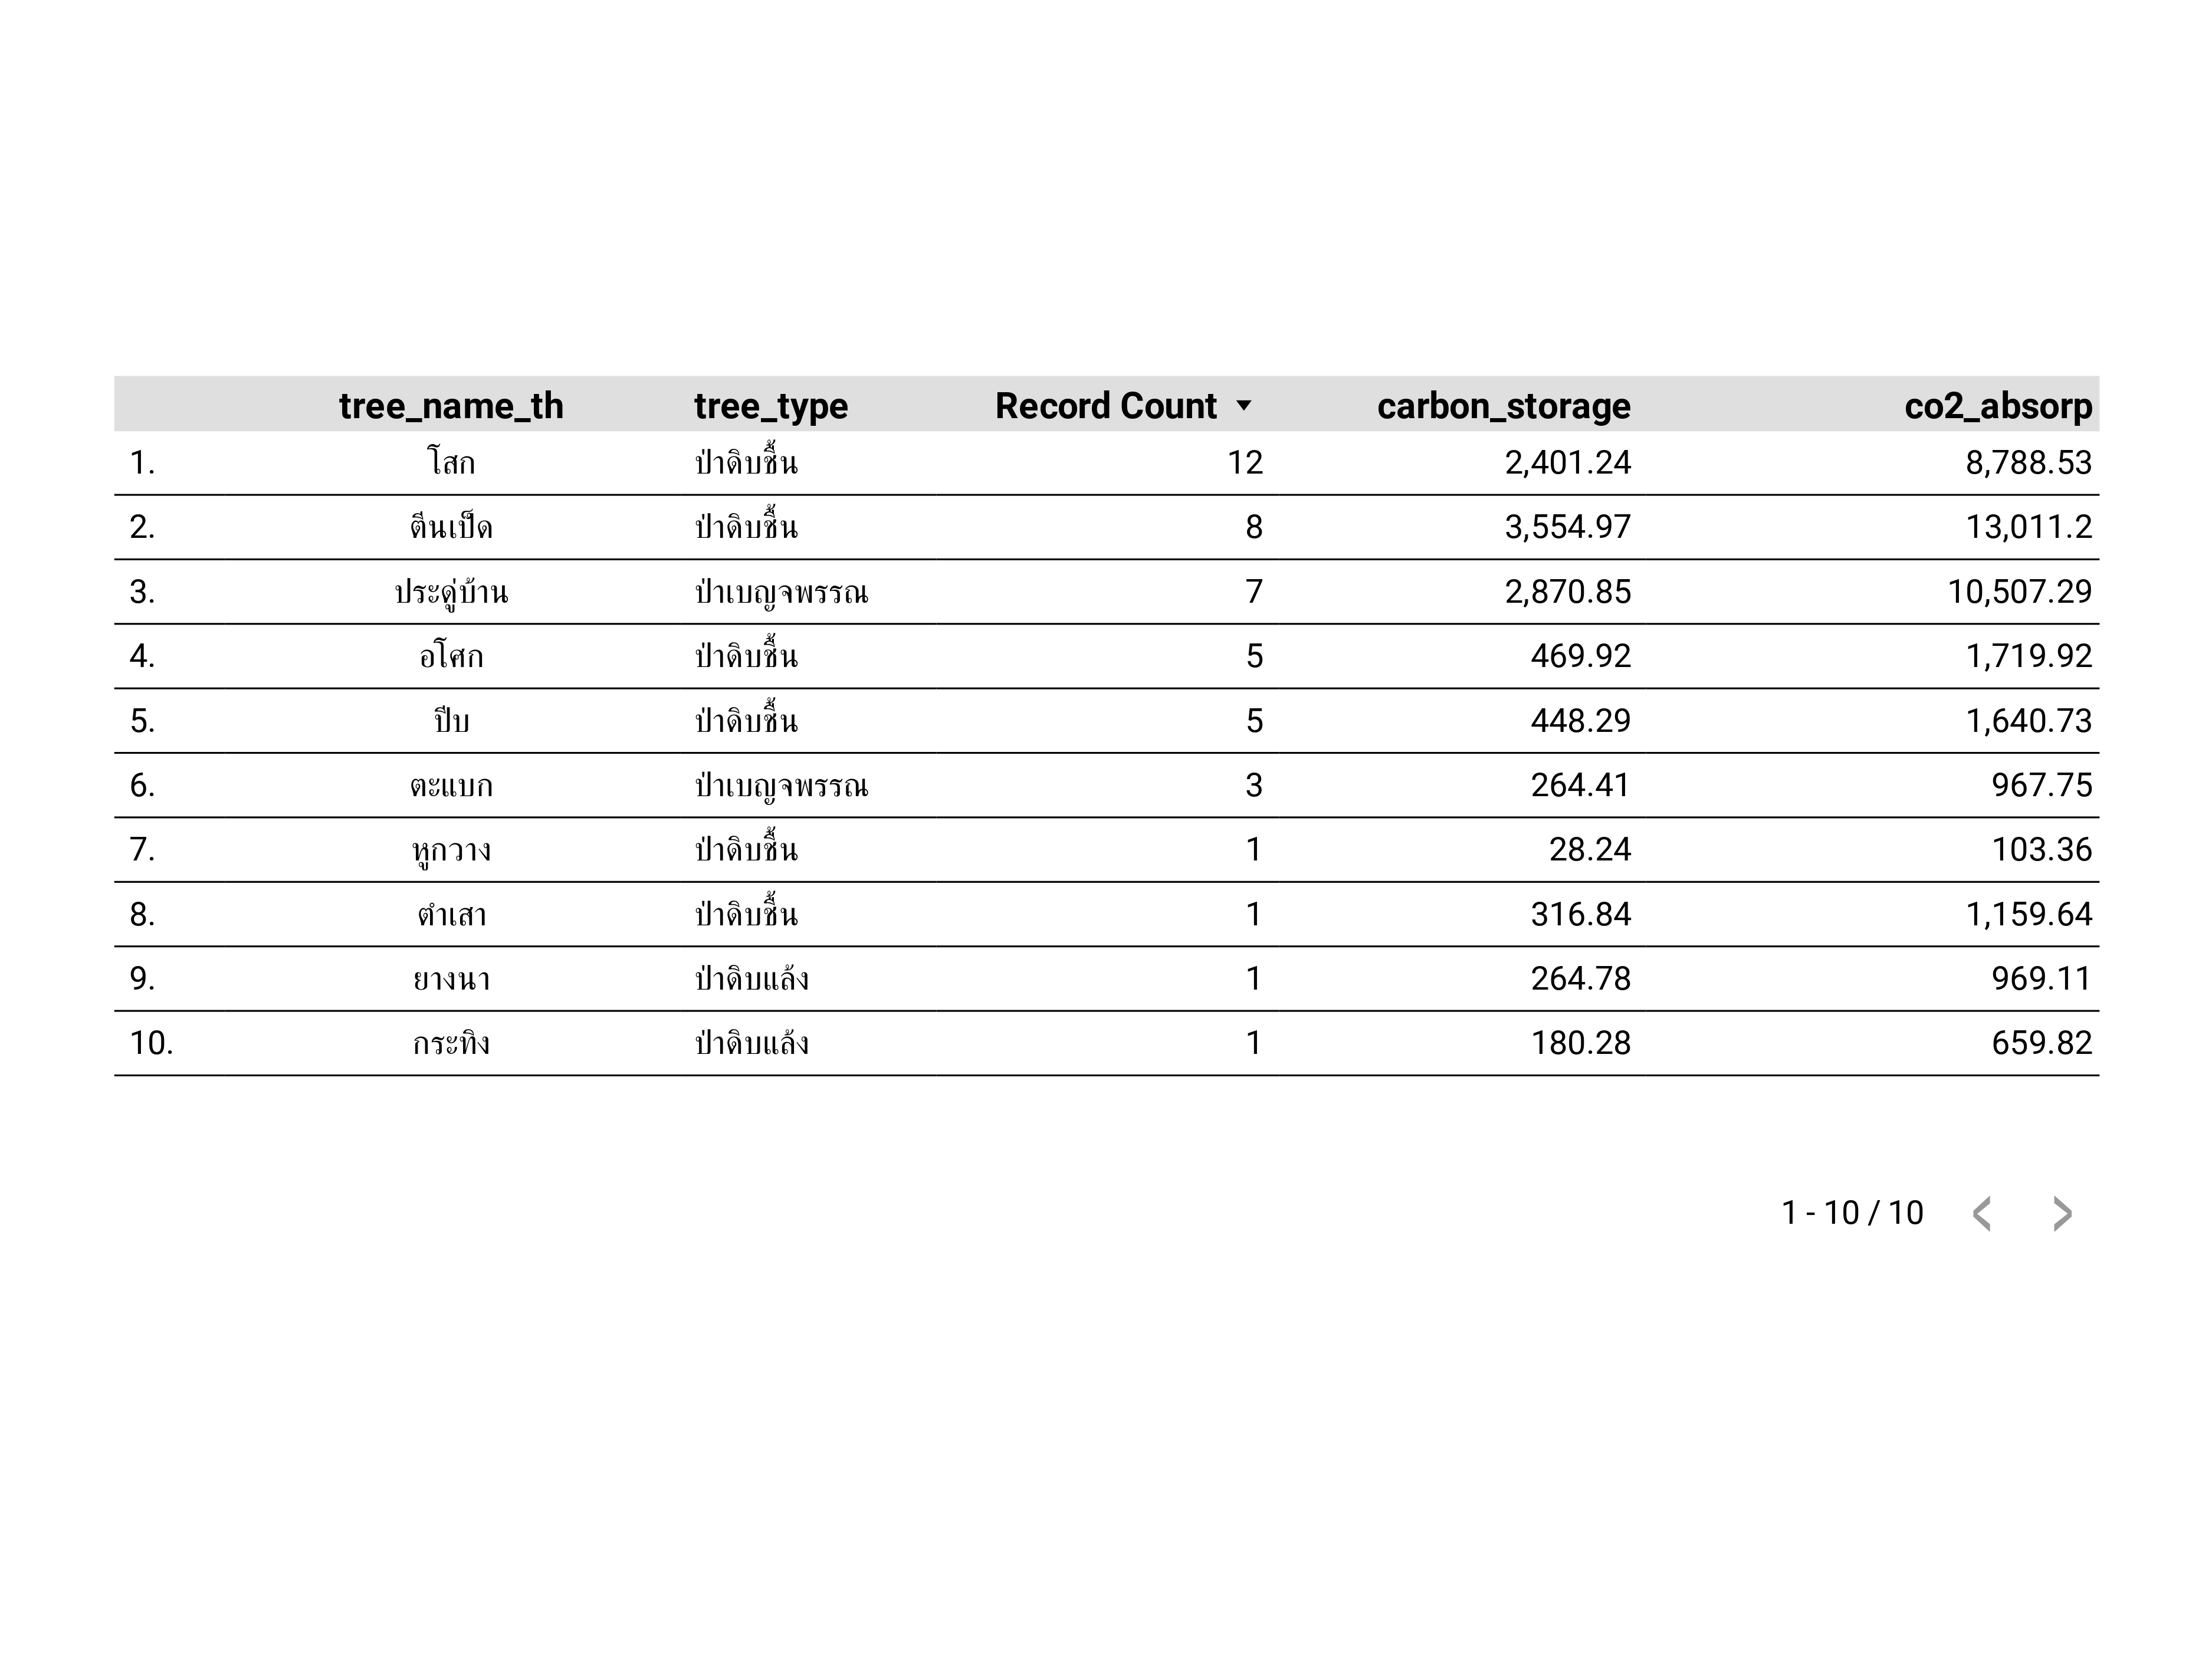 tree_name_th tree_type Record Count carbon_storage co2_absorp
1. โสก ป่าดิบชื้น 12 2,401.24 8,788.53
2. ตีนเป็ด ป่าดิบชื้น 8 3,554.97 13,011.2
3. ประดู่บ้าน ป่าเบญจพรรณ 7 2,870.85 10,507.29
4. อโศก ป่าดิบชื้น 5 469.92 1,719.92
5. ปีบ ป่าดิบชื้น 5 448.29 1,640.73
6. ตะแบก ป่าเบญจพรรณ 3 264.41 967.75
7. หูกวาง ป่าดิบชื้น 1 28.24 103.36
8. ตำเสา ป่าดิบชื้น 1 316.84 1,159.64
9. ยางนา ป่าดิบแล้ง 1 264.78 969.11
10. กระทิง ป่าดิบแล้ง 1 180.28 659.82
1 - 10 / 10